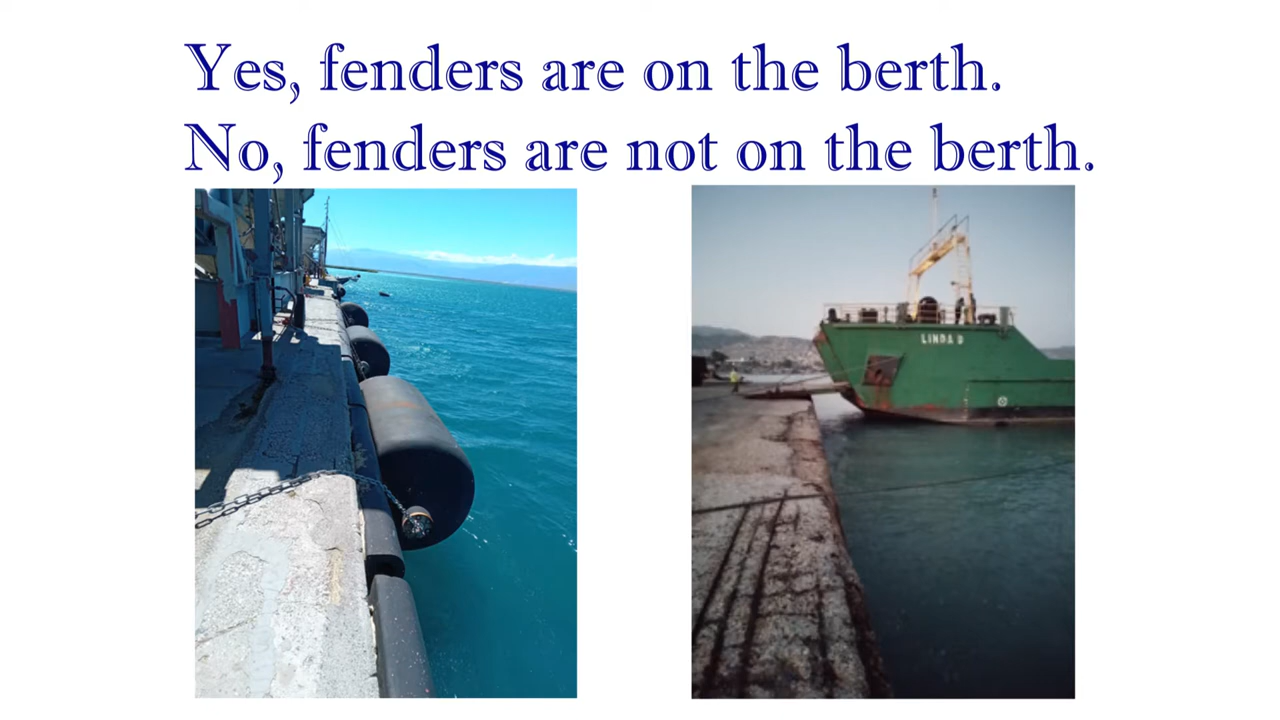 Yes, fenders are on the berth.
No, fenders are not on the berth.
LINDA D